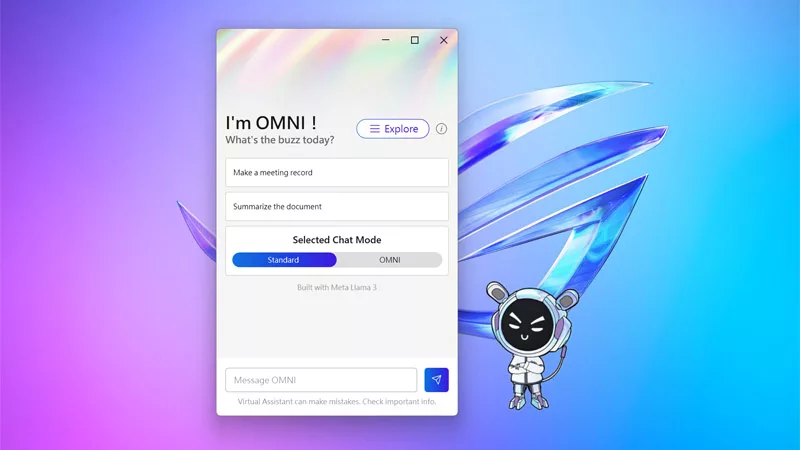 I'm OMNI !
What's the buzz today?
Explore
Make a meeting record
Summarize the document
Selected Chat Mode
Standard
OMNI
Built with Meta Llama 3
Message OMNI
Virtual Assistant can make mistakes. Check important info.